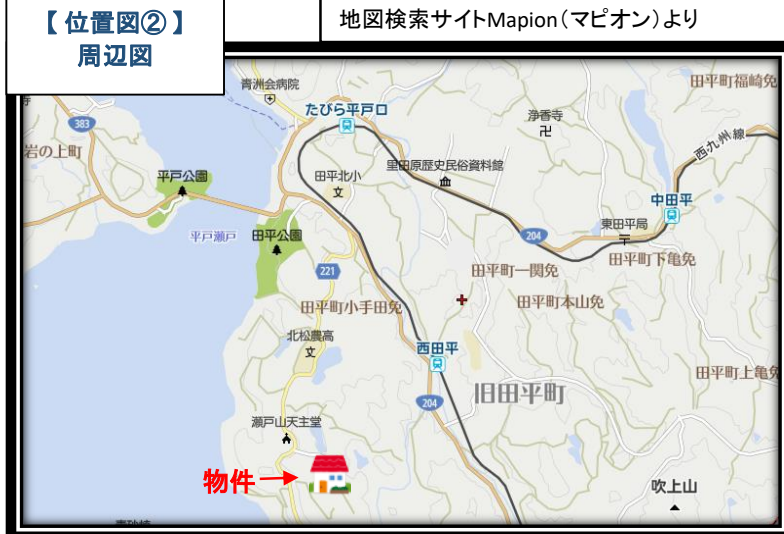 【位置図②】
周辺図
地図検索サイトMapion(マピオン)より
青洲会病院
田平町福崎免
383
たびら平戸口
浄香寺
岩の上町
西九州線
平戸公園
田平北小
里田原歴史民俗資料館
中田平
平戸瀬戸
田平公園
204
東田平局
221
田平町一関免
田平町下亀免
田平町小手田免
田平町本山免
北松農高
西田平
田平町上亀免
204
旧田平町
瀬戸山天主堂
物件
吹上山